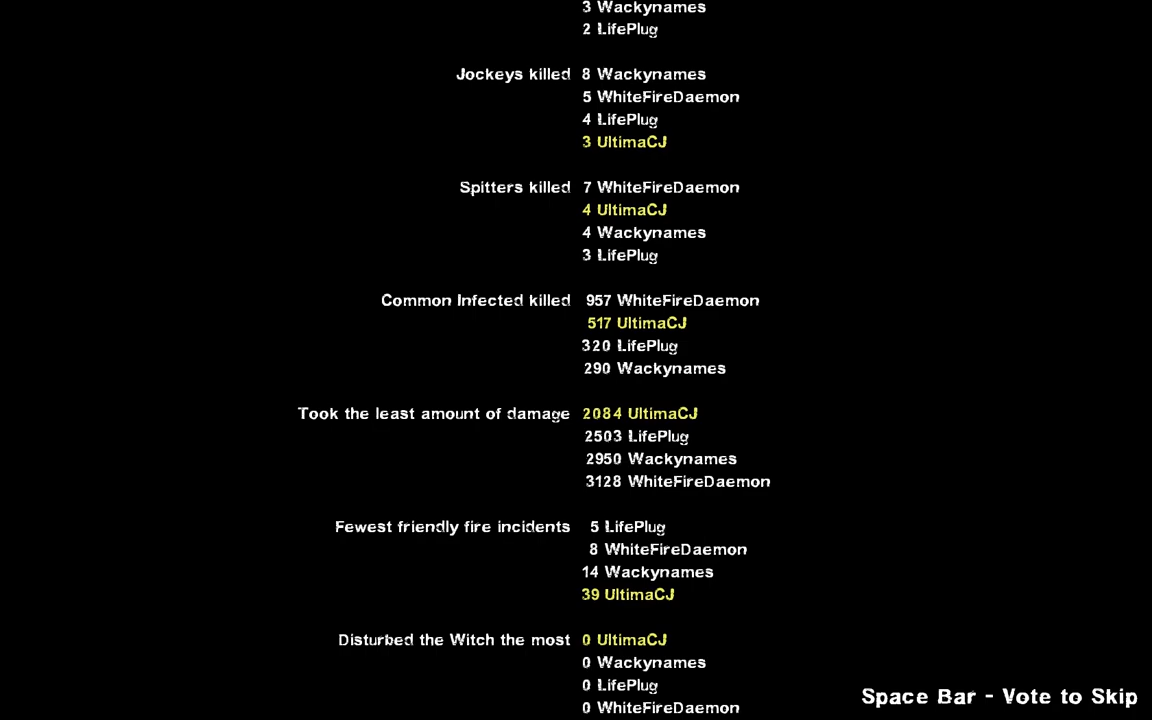 3 Wackynames
2 LifePlug
Jockeys killed 8 Wackynames
5 WhiteFireDaemon
4 LifePlug
3 UltimaCJ
Spitters killed 7 WhiteFireDaemon
4 UltimaCJ
4 Wackynames
3 LifePlug
Common Infected killed 957 WhiteFireDaemon
517 UltimaCJ
320 LifePlug
290 Wackynames
Took the least amount of damage 2084 UltimaCJ
2503 LifePlug
2950 Wackynames
3128 WhiteFireDaemon
Fewest friendly fire incidents 5 LifePlug
8 WhiteFireDaemon
14 Wackynames
39 UltimaCJ
Disturbed the Witch the most 0 UltimaCJ
0 Wackynames
0 LifePlug
0 WhiteFireDaemon
Space Bar - Vote to Skip